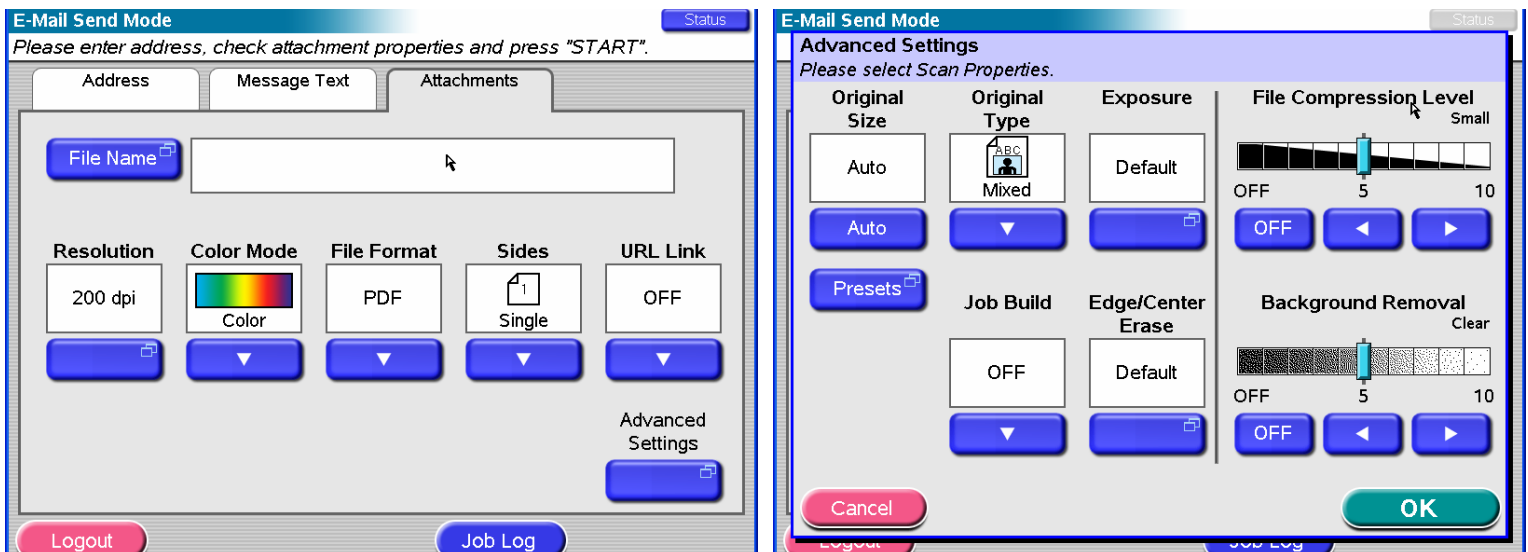 E-Mail Send Mode
Status
Please enter address, check attachment properties and press "START".
Address
Message Text
Attachments
File Name
Resolution
Color Mode
File Format
Sides
URL Link
200 dpi
Color
PDF
1
Single
OFF
Advanced
Settings
Logout
Job Log
E-Mail Send Mode
Status
Advanced Settings
Please select Scan Properties.
Original
Size
Original
Type
Exposure
File Compression Level
Small
Auto
ABC
Mixed
Default
OFF
5
10
Auto
OFF
Presets
Job Build
Edge/Center
Erase
Background Removal
Clear
OFF
Default
OFF
5
10
OFF
Cancel
OK
Logout
Job Log